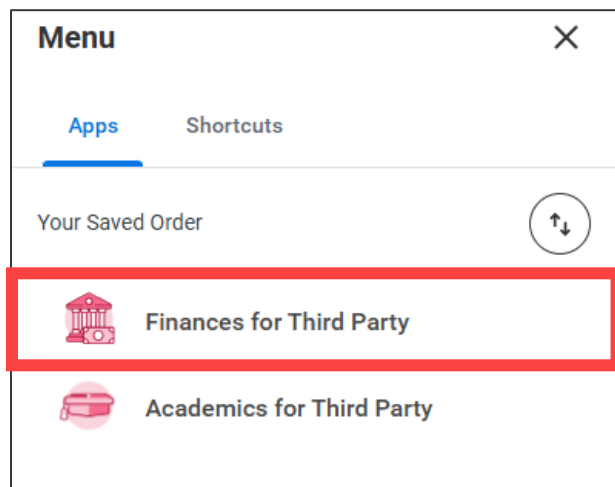 Menu
Apps Shortcuts
Your Saved Order
Finances for Third Party
Academics for Third Party